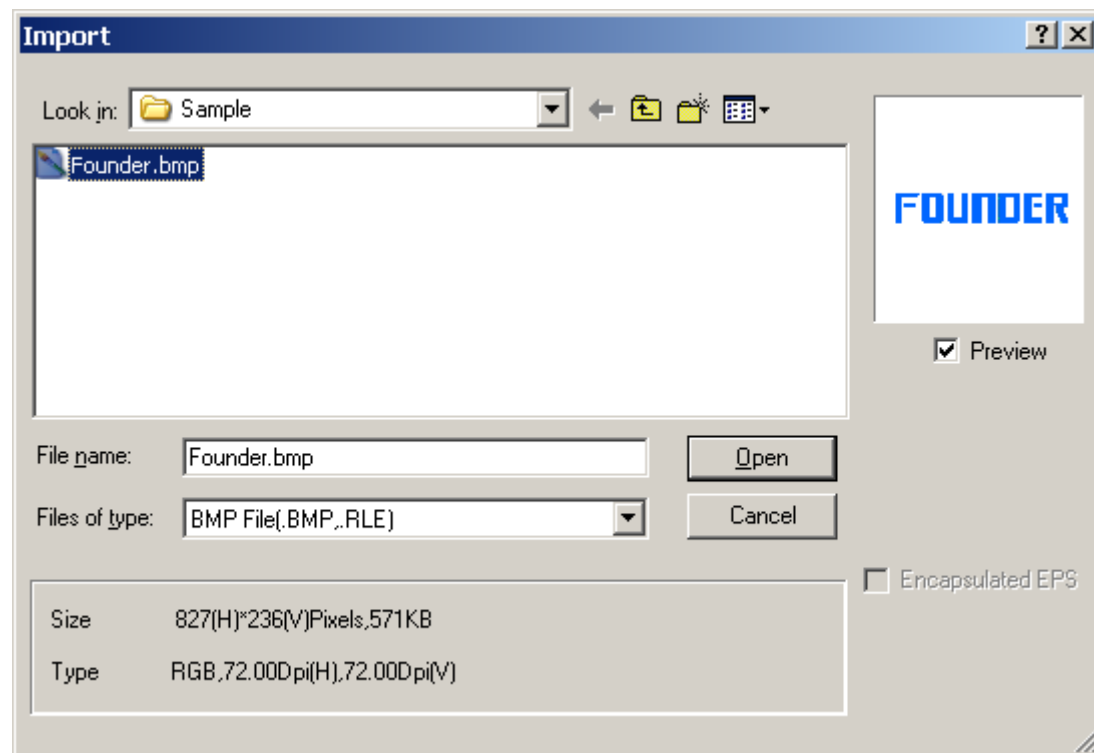 Import
Look in: Sample
Founder.bmp
FOUNDER
Preview
File name: Founder.bmp Open
Files of type: BMP File(.BMP,.RLE) Cancel
Encapsulated EPS
Size 827(H)*236(V)Pixels,571KB
Type RGB,72.00Dpi(H),72.00Dpi(V)